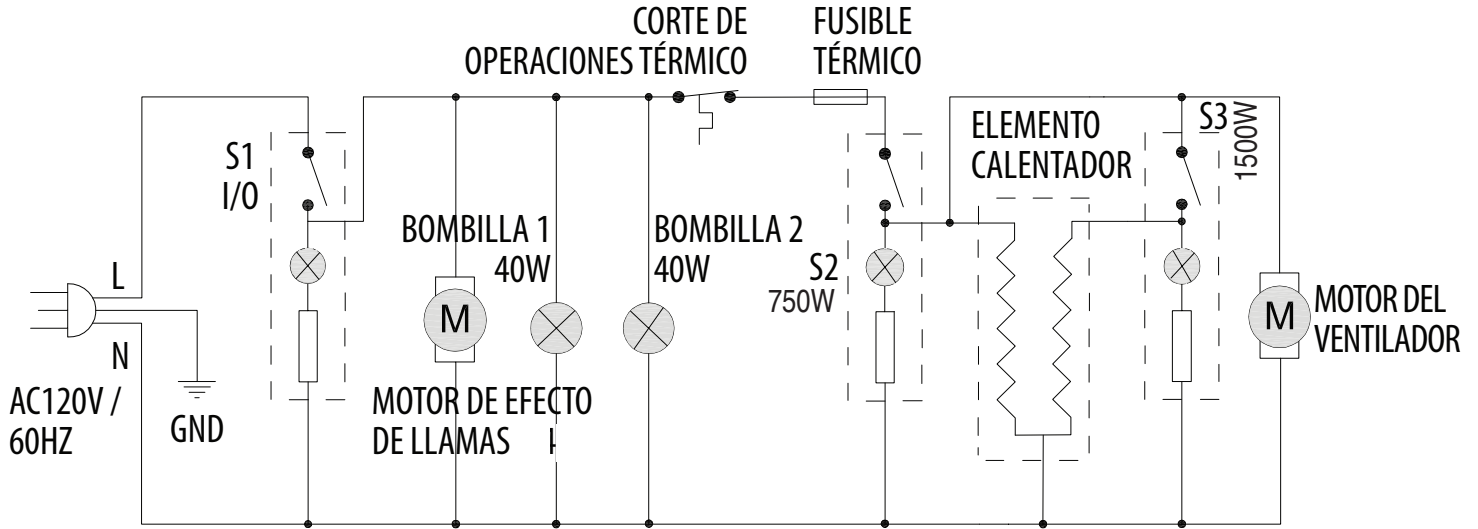 CORTE DE
OPERACIONES TÉRMICO
FUSIBLE
TÉRMICO
S1
I/O
ELEMENTO
CALENTADOR
S3
1500W
BOMBILLA 1
40W
BOMBILLA 2
40W
S2
750W
L
N
AC120V /
60HZ
GND
M
MOTOR DE EFECTO
DE LLAMAS
M
MOTOR DEL
VENTILADOR